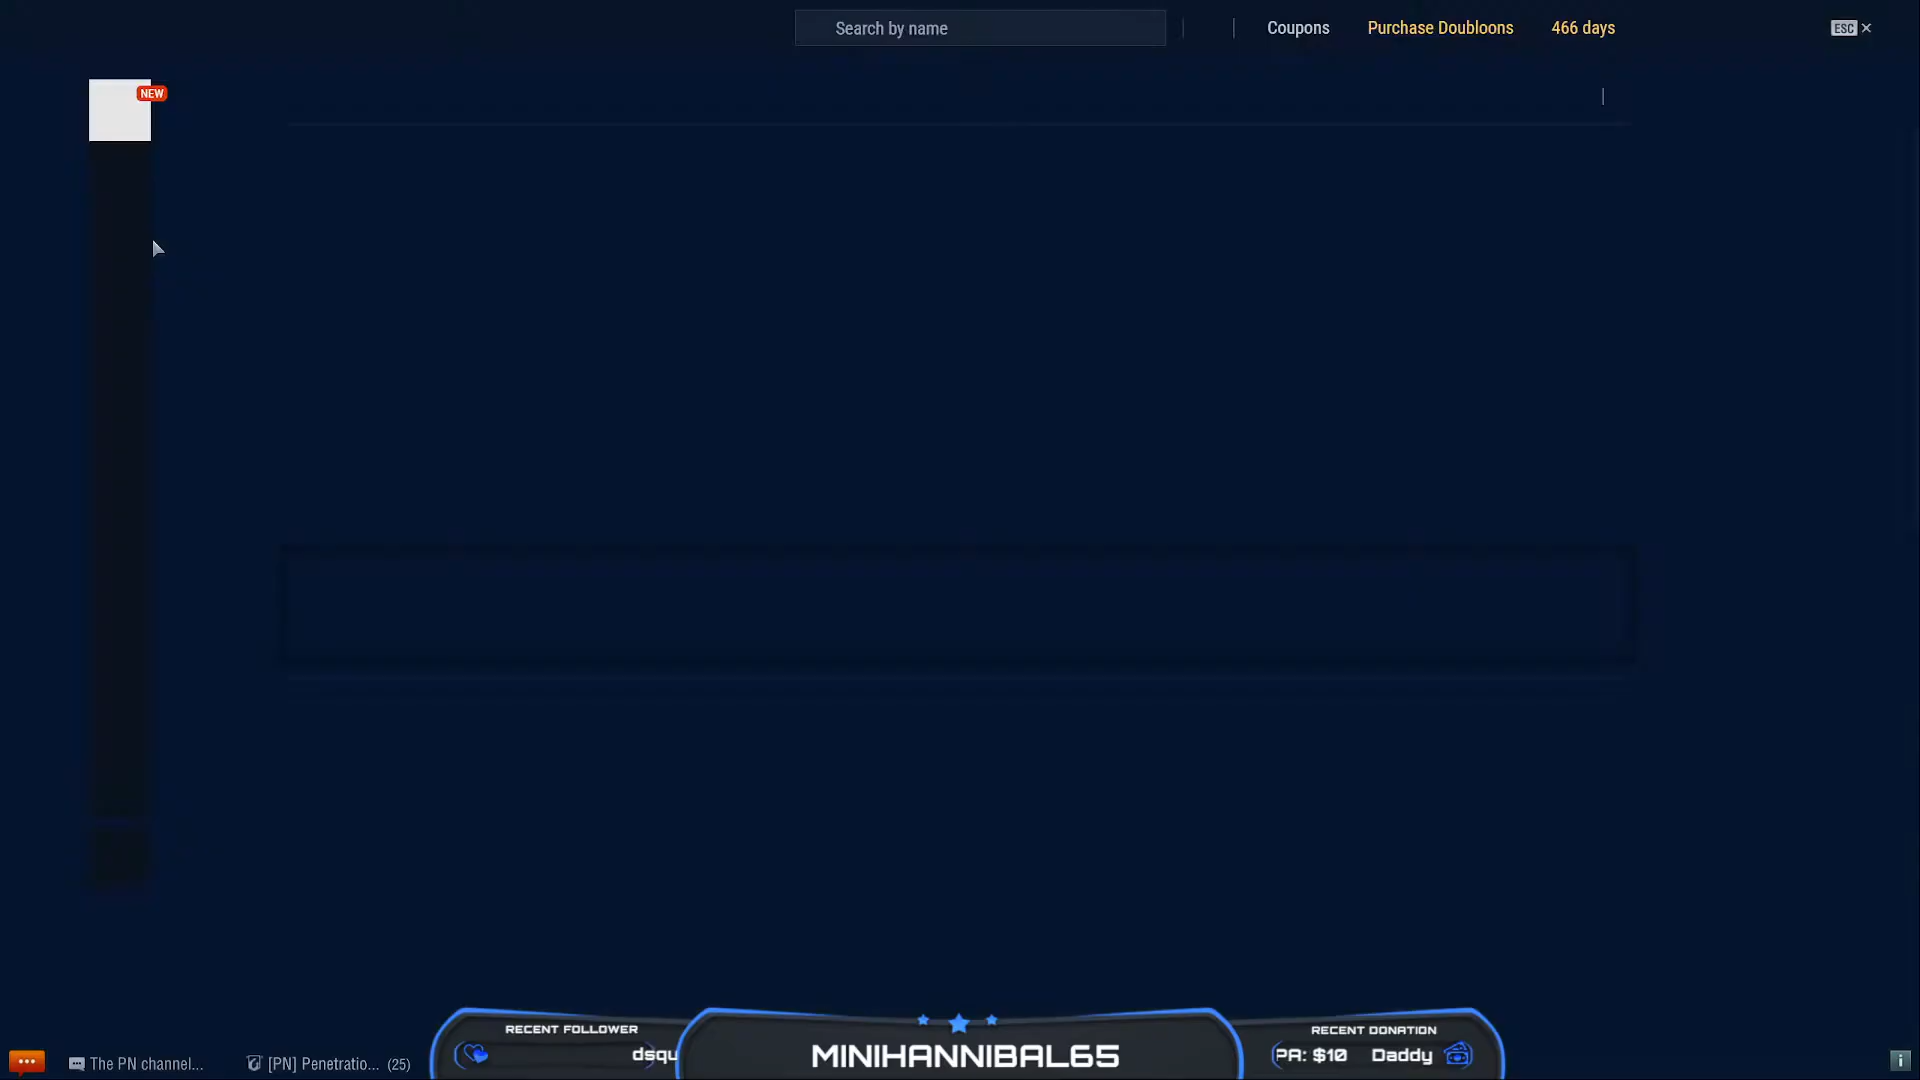 Search by name
Coupons
Purchase Doubloons
466 days
ESC ×
NEW
RECENT FOLLOWER
dsqu
MINIHANNIBAL65
RECENT DONATION
PA: $10 Daddy
The PN channel...
[PN] Penetratio... (25)